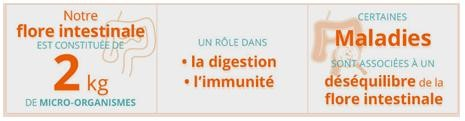 Notre
flore intestinale
EST CONSTITUÉE DE
2 kg
DE MICRO-ORGANISMES
UN RÔLE DANS
• la digestion
• l’immunité
CERTAINES
Maladies
SONT ASSOCIÉES À UN
déséquilibre de la
flore intestinale